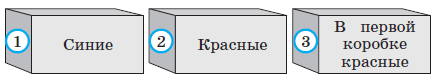 1 Синие
2 Красные
3 В первой
коробке
красные